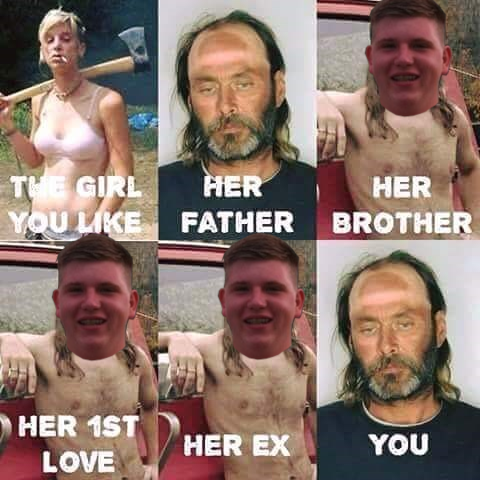 THE GIRL
YOU LIKE
HER
FATHER
HER
BROTHER
HER 1ST
LOVE
HER EX
YOU